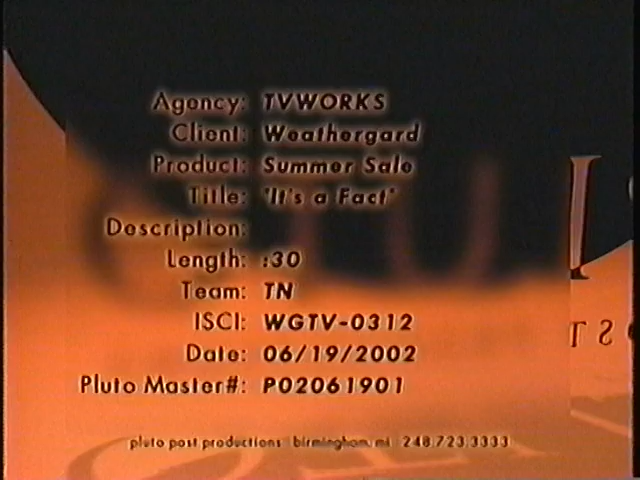 Agency: TVWORKS
Client: Weathergard
Product: Summer Sale
Title: "It's a Fact"
Description:
Length: :30
Team: TN
ISCI: WGTV-0312
Date: 06/19/2002
Pluto Master#: P02061901
pluto post productions birmingham, mi 248.723.3333